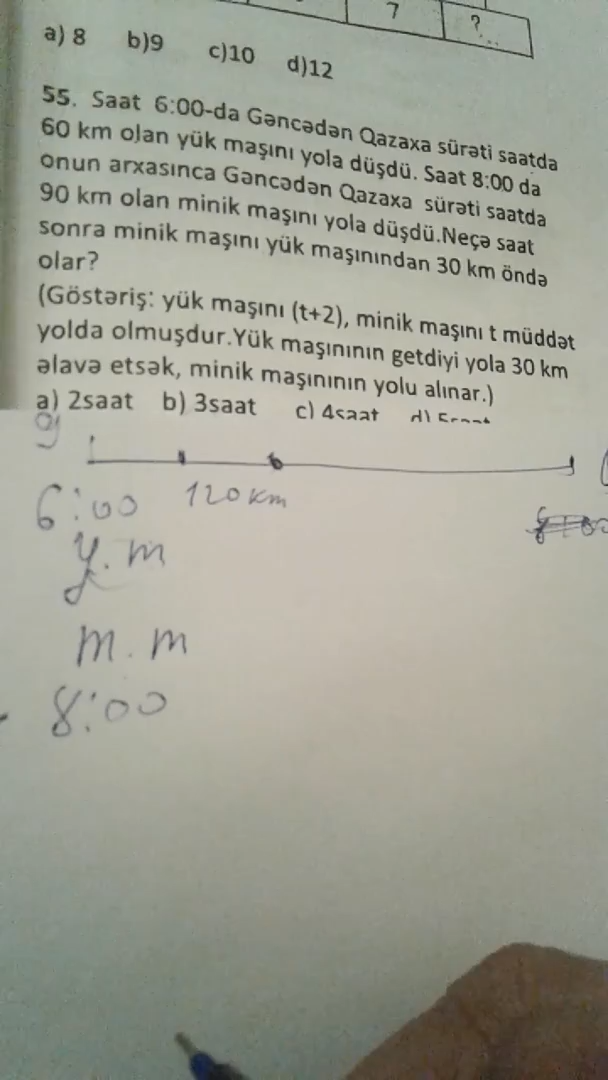 7 ?
a) 8 b)9 c)10 d)12
55. Saat 6:00-da Gəncədən Qazaxa sürəti saatda
60 km olan yük maşını yola düşdü. Saat 8:00 da
onun arxasınca Gəncədən Qazaxa sürəti saatda
90 km olan minik maşını yola düşdü.Neçə saat
sonra minik maşını yük maşınından 30 km öndə
olar?
(Göstəriş: yük maşını (t+2), minik maşını t müddət
yolda olmuşdur.Yük maşınının getdiyi yola 30 km
əlavə etsək, minik maşınının yolu alınar.)
a) 2saat b) 3saat c) 4saat d) 5saat
6:00 120 km
y.m
m.m
8:00